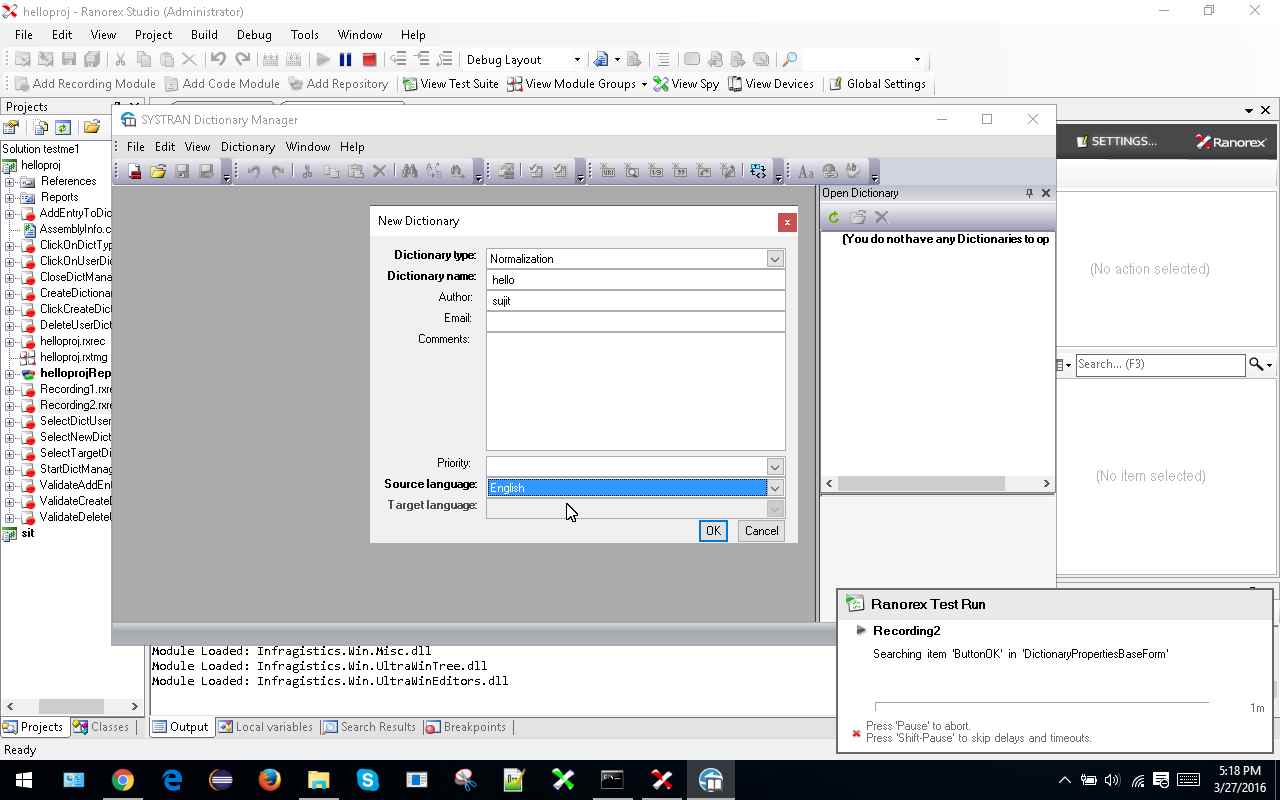 helloproj - Ranorex Studio (Administrator)
File Edit View Project Build Debug Tools Window Help
Debug Layout
Add Recording Module Add Code Module Add Repository View Test Suite View Module Groups View Spy View Devices Global Settings
Projects
Solution testme1
helloproj
References
Reports
AddEntryToDic
AssemblyInfo.c
ClickOnDictTyp
ClickOnUserDic
CloseDictMana
CreateDictionar
ClickCreateDict
DeleteUserDict
helloproj.rxrec
helloproj.rxtmg
helloprojRep
Recording1.rxre
Recording2.rxre
SelectDictUser
SelectNewDict
SelectTargetDi
StartDictManag
ValidateAddEnt
ValidateCreateD
ValidateDeleteU
sit
SYSTRAN Dictionary Manager
File Edit View Dictionary Window Help
New Dictionary
Dictionary type: Normalization
Dictionary name: hello
Author: sujit
Email:
Comments:
Priority:
Source language: English
Target language:
OK Cancel
Open Dictionary
(You do not have any Dictionaries to op
SETTINGS... Ranorex
(No action selected)
Search... (F3)
(No item selected)
Module Loaded: Infragistics.Win.Misc.dll
Module Loaded: Infragistics.Win.UltraWinTree.dll
Module Loaded: Infragistics.Win.UltraWinEditors.dll
Ranorex Test Run
Recording2
Searching item 'ButtonOK' in 'DictionaryPropertiesBaseForm'
1m
Press 'Pause' to abort.
Press 'Shift-Pause' to skip delays and timeouts.
Projects Classes Output Local variables Search Results Breakpoints
Ready
5:18 PM
3/27/2016